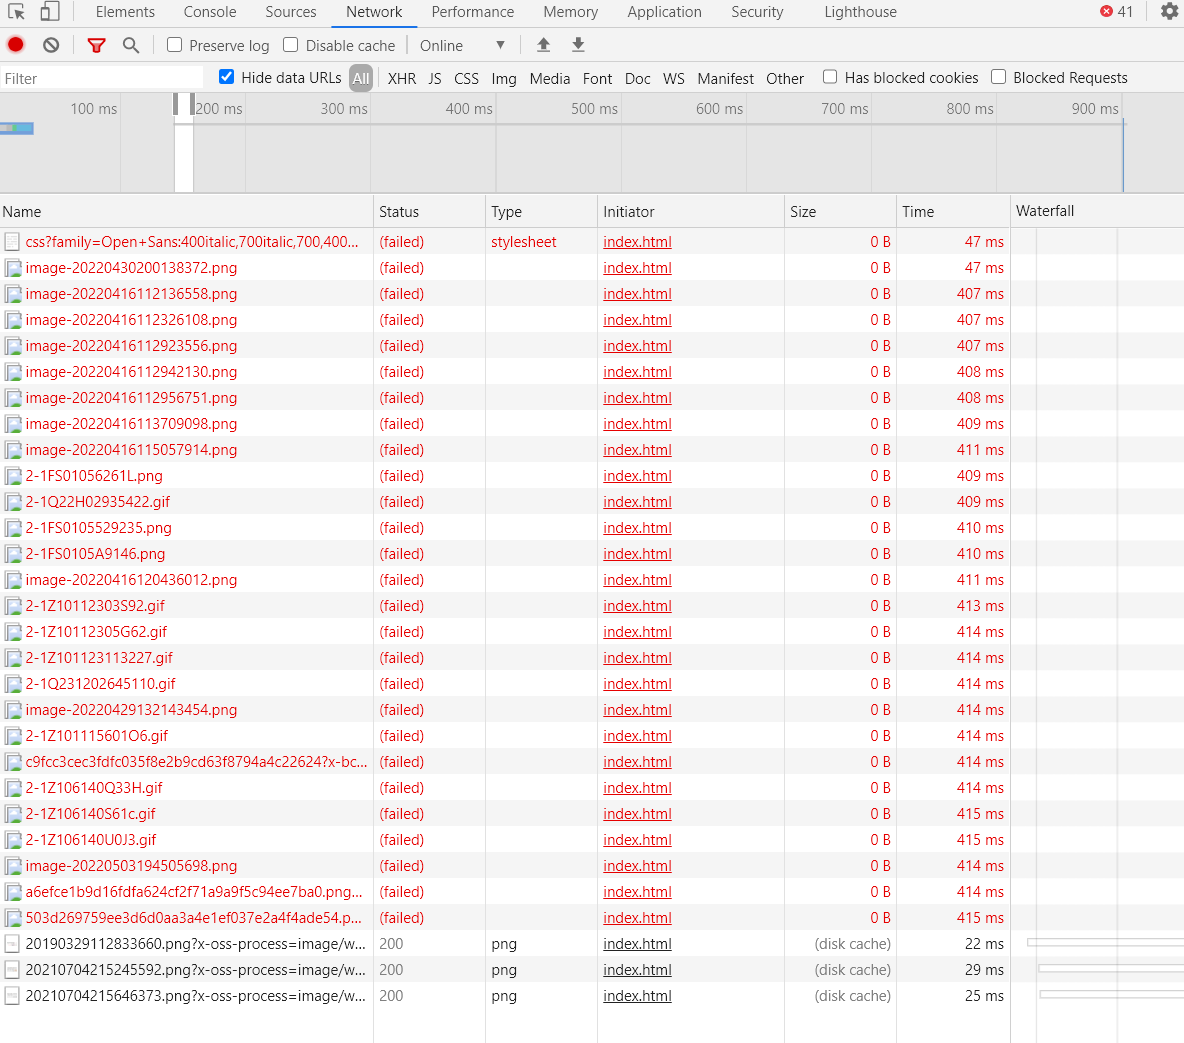 Elements Console Sources Network Performance Memory Application Security Lighthouse 41
Preserve log Disable cache Online
Filter Hide data URLs All XHR JS CSS Img Media Font Doc WS Manifest Other Has blocked cookies Blocked Requests
100 ms 200 ms 300 ms 400 ms 500 ms 600 ms 700 ms 800 ms 900 ms
Name Status Type Initiator Size Time Waterfall
css?family=Open+Sans:400italic,700italic,700,400... (failed) stylesheet index.html 0 B 47 ms
image-20220430200138372.png (failed) index.html 0 B 47 ms
image-20220416112136558.png (failed) index.html 0 B 407 ms
image-20220416112326108.png (failed) index.html 0 B 407 ms
image-20220416112923556.png (failed) index.html 0 B 407 ms
image-20220416112942130.png (failed) index.html 0 B 408 ms
image-20220416112956751.png (failed) index.html 0 B 408 ms
image-20220416113709098.png (failed) index.html 0 B 409 ms
image-20220416115057914.png (failed) index.html 0 B 411 ms
2-1FS01056261L.png (failed) index.html 0 B 409 ms
2-1Q22H02935422.gif (failed) index.html 0 B 409 ms
2-1FS0105529235.png (failed) index.html 0 B 410 ms
2-1FS0105A9146.png (failed) index.html 0 B 410 ms
image-20220416120436012.png (failed) index.html 0 B 411 ms
2-1Z10112303S92.gif (failed) index.html 0 B 413 ms
2-1Z10112305G62.gif (failed) index.html 0 B 414 ms
2-1Z101123113227.gif (failed) index.html 0 B 414 ms
2-1Q231202645110.gif (failed) index.html 0 B 414 ms
image-20220429132143454.png (failed) index.html 0 B 414 ms
2-1Z101115601O6.gif (failed) index.html 0 B 414 ms
c9fcc3cec3fdfc035f8e2b9cd63f8794a4c22624?x-bc... (failed) index.html 0 B 414 ms
2-1Z106140Q33H.gif (failed) index.html 0 B 414 ms
2-1Z106140S61c.gif (failed) index.html 0 B 415 ms
2-1Z106140U0J3.gif (failed) index.html 0 B 415 ms
image-20220503194505698.png (failed) index.html 0 B 414 ms
a6efce1b9d16fdfa624cf2f71a9a9f5c94ee7ba0.png... (failed) index.html 0 B 414 ms
503d269759ee3d6d0aa3a4e1ef037e2a4f4ade54.p... (failed) index.html 0 B 415 ms
20190329112833660.png?x-oss-process=image/w... 200 png index.html (disk cache) 22 ms
20210704215245592.png?x-oss-process=image/w... 200 png index.html (disk cache) 29 ms
20210704215646373.png?x-oss-process=image/w... 200 png index.html (disk cache) 25 ms